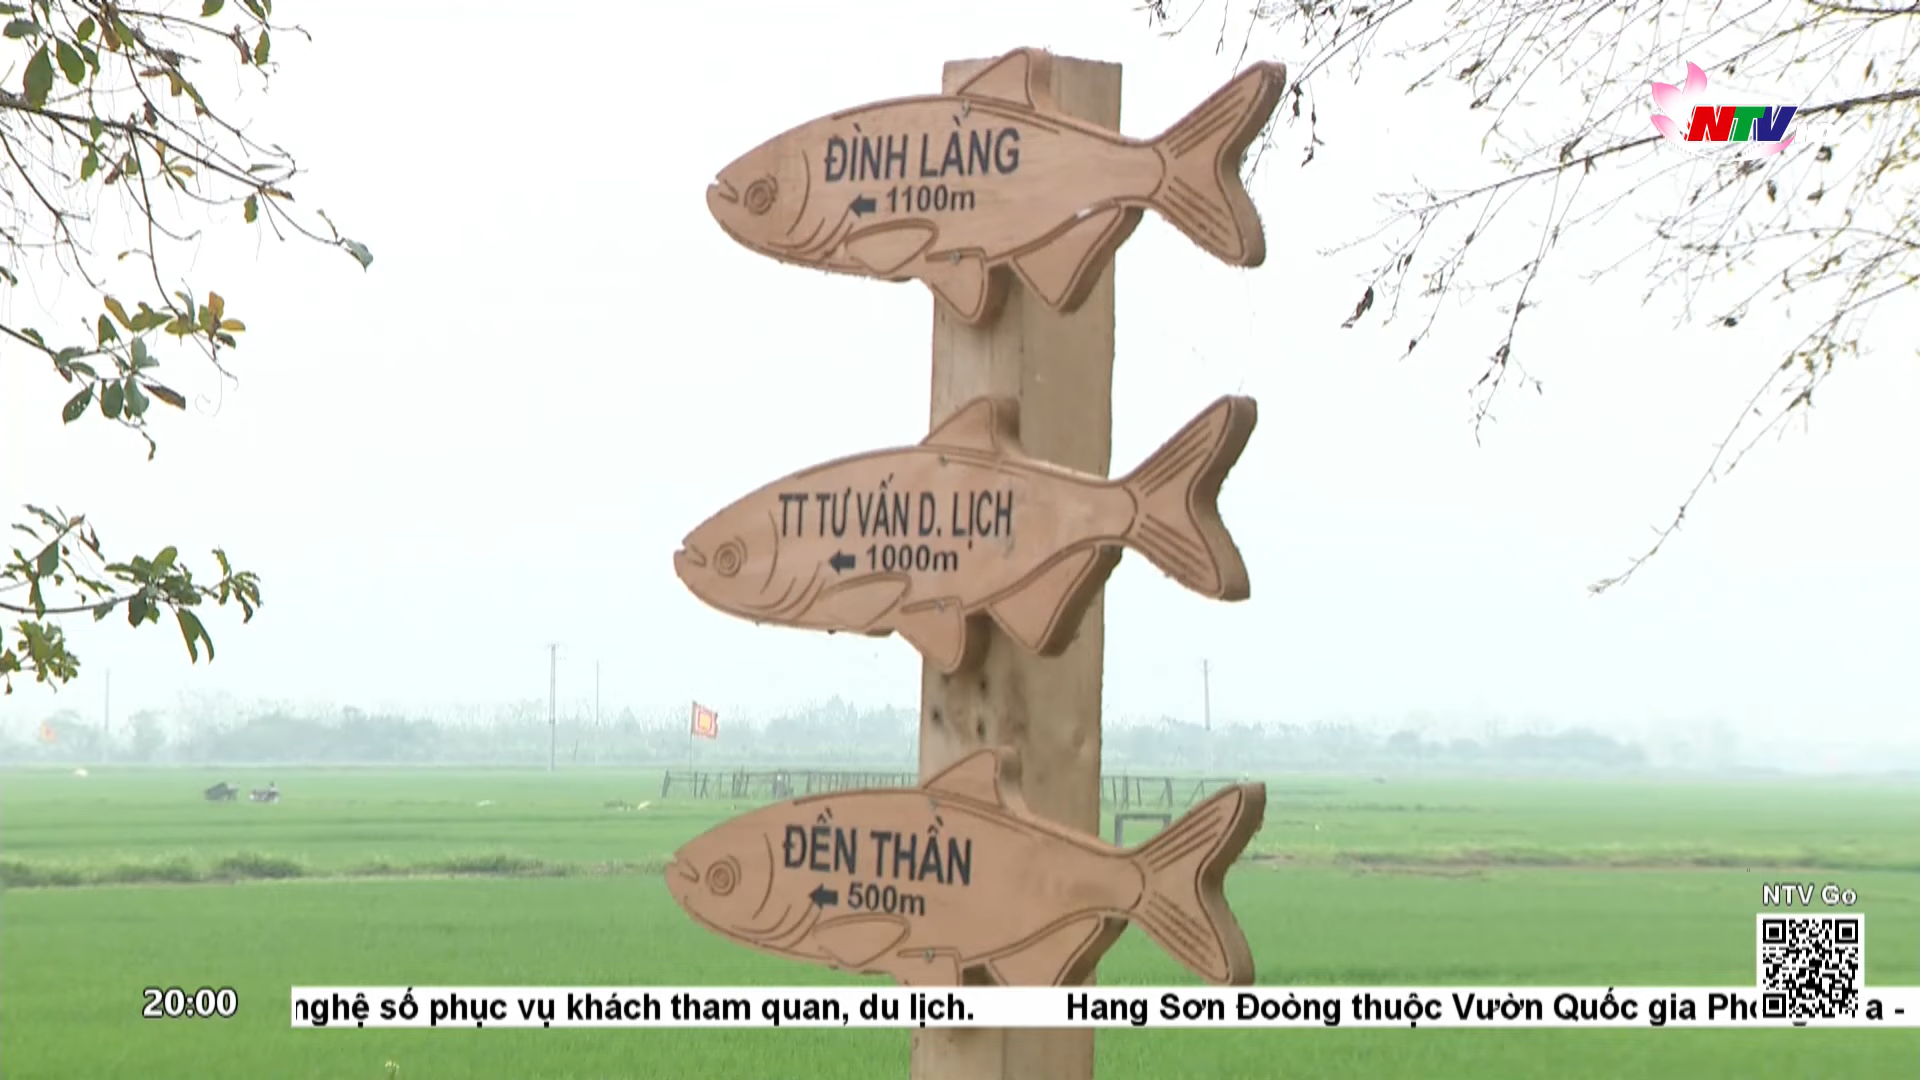 NTV
ĐÌNH LÀNG
1100m
TT TƯ VẤN D. LỊCH
1000m
ĐỀN THẦN
500m
NTV Go
20:00
nghệ số phục vụ khách tham quan, du lịch. Hang Sơn Đoòng thuộc Vườn Quốc gia